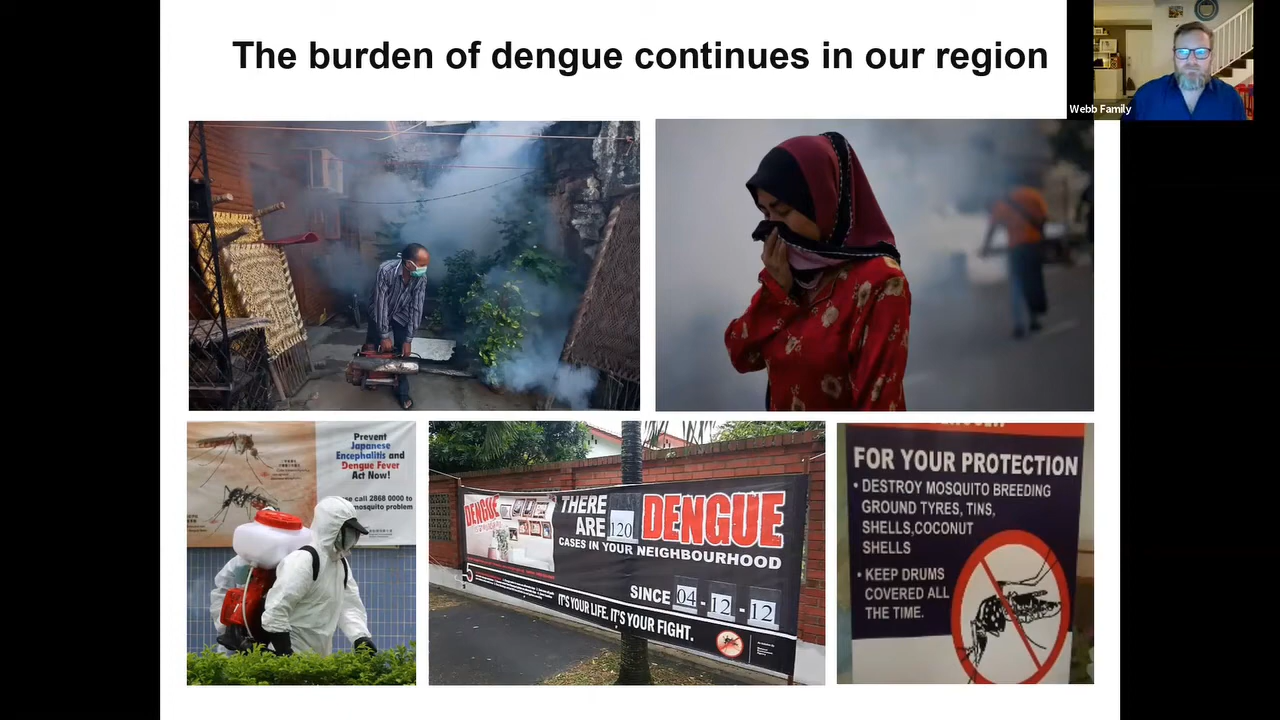 The burden of dengue continues in our region
Webb Family
Prevent
Japanese
Encephalitis and
Dengue Fever
Act Now!
call 2868 0000 to
mosquito problem
DENGUE
THERE
ARE 120 DENGUE
CASES IN YOUR NEIGHBOURHOOD
SINCE 04-12-12
IT'S YOUR LIFE. IT'S YOUR FIGHT.
FOR YOUR PROTECTION
• DESTROY MOSQUITO BREEDING
GROUND TYRES, TINS,
SHELLS,COCONUT
SHELLS
• KEEP DRUMS
COVERED ALL
THE TIME.